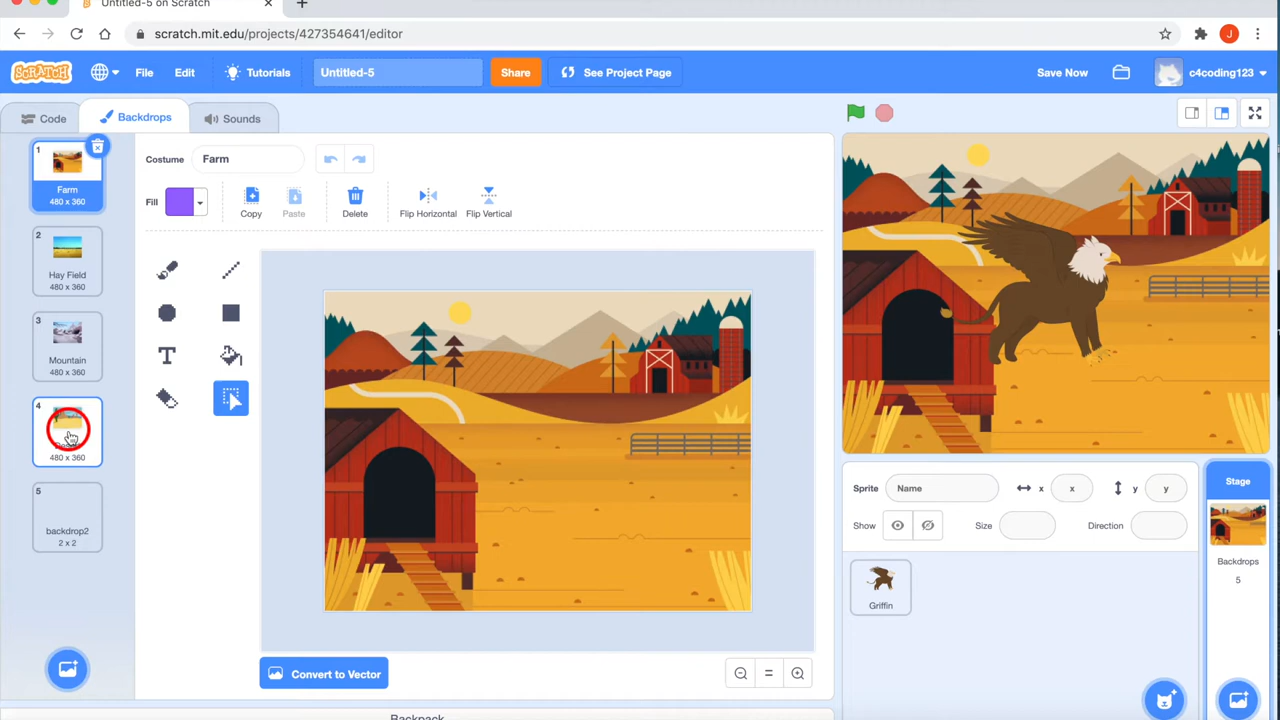 Untitled-5 on Scratch
scratch.mit.edu/projects/427354641/editor
J
SCRATCH
File
Edit
Tutorials
Untitled-5
Share
See Project Page
Save Now
c4coding123
Code
Backdrops
Sounds
1
Farm
480 x 360
2
Hay Field
480 x 360
3
Mountain
480 x 360
4
480 x 360
5
backdrop2
2 x 2
Costume
Farm
Fill
Copy
Paste
Delete
Flip Horizontal
Flip Vertical
T
Convert to Vector
Backpack
Sprite
Name
x
x
y
y
Show
Size
Direction
Griffin
Stage
Backdrops
5